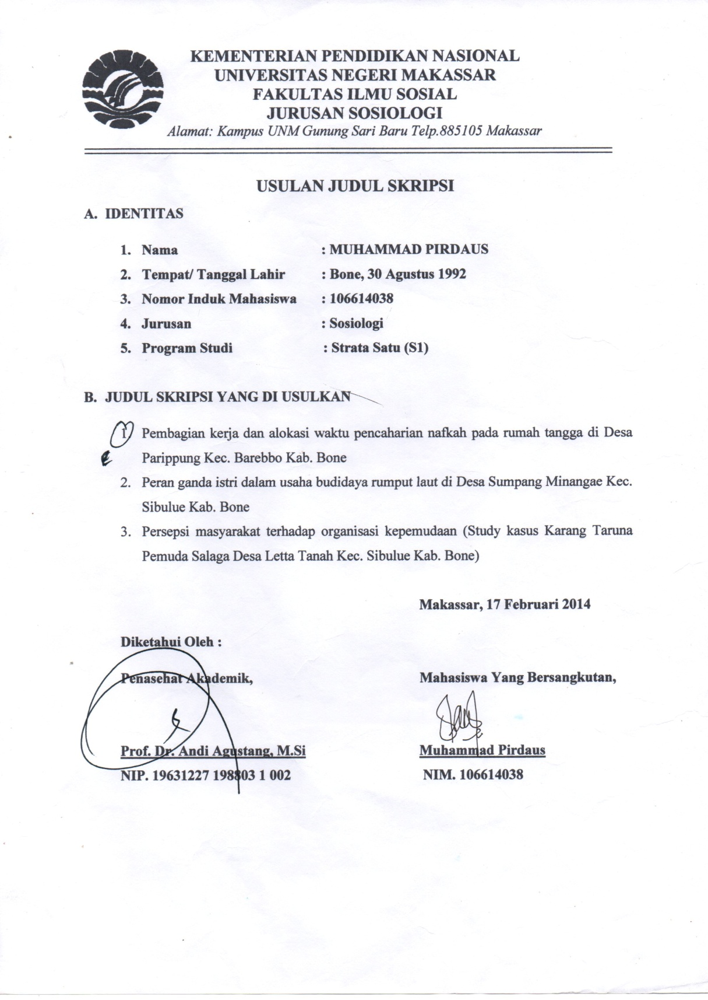 KEMENTERIAN PENDIDIKAN NASIONAL
UNIVERSITAS NEGERI MAKASSAR
FAKULTAS ILMU SOSIAL
JURUSAN SOSIOLOGI
Alamat: Kampus UNM Gunung Sari Baru Telp.885105 Makassar
USULAN JUDUL SKRIPSI
A. IDENTITAS
1. Nama : MUHAMMAD PIRDAUS
2. Tempat/ Tanggal Lahir : Bone, 30 Agustus 1992
3. Nomor Induk Mahasiswa : 106614038
4. Jurusan : Sosiologi
5. Program Studi : Strata Satu (S1)
B. JUDUL SKRIPSI YANG DI USULKAN
1. Pembagian kerja dan alokasi waktu pencaharian nafkah pada rumah tangga di Desa
Parippung Kec. Barebbo Kab. Bone
2. Peran ganda istri dalam usaha budidaya rumput laut di Desa Sumpang Minangae Kec.
Sibulue Kab. Bone
3. Persepsi masyarakat terhadap organisasi kepemudaan (Study kasus Karang Taruna
Pemuda Salaga Desa Letta Tanah Kec. Sibulue Kab. Bone)
Makassar, 17 Februari 2014
Diketahui Oleh :
Penasehat Akademik, Mahasiswa Yang Bersangkutan,
Prof. Dr. Andi Agustang, M.Si Muhammad Pirdaus
NIP. 19631227 198803 1 002 NIM. 106614038